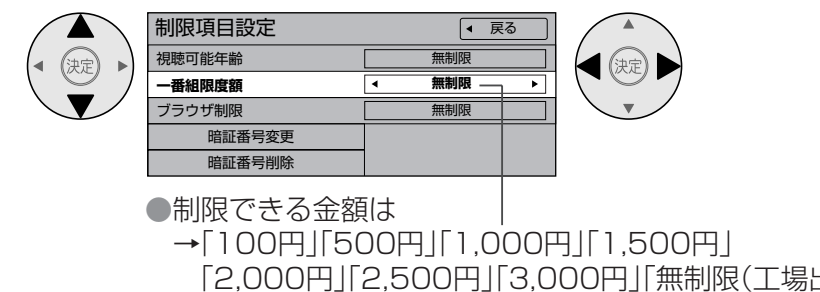 制限項目設定
◂ 戻る
視聴可能年齢 無制限
一番組限度額 ◂ 無制限 ▸
ブラウザ制限 無制限
暗証番号変更
暗証番号削除
決定
決定
●制限できる金額は
→「100円」「500円」「1,000円」「1,500円」
「2,000円」「2,500円」「3,000円」「無制限(工場出